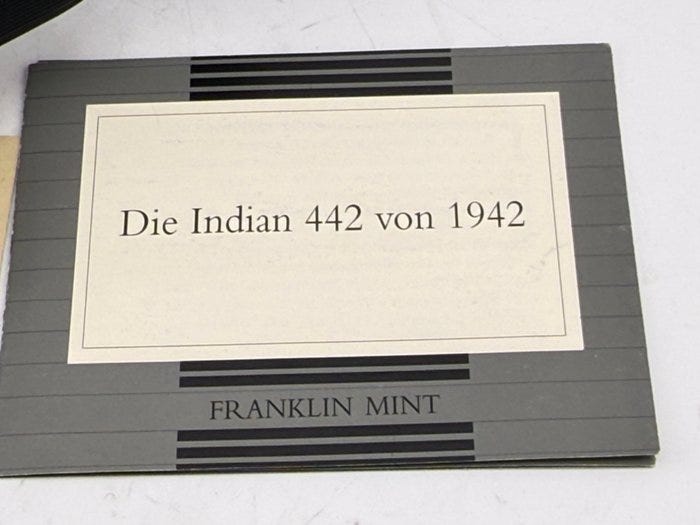 Die Indian 442 von 1942
FRANKLIN MINT